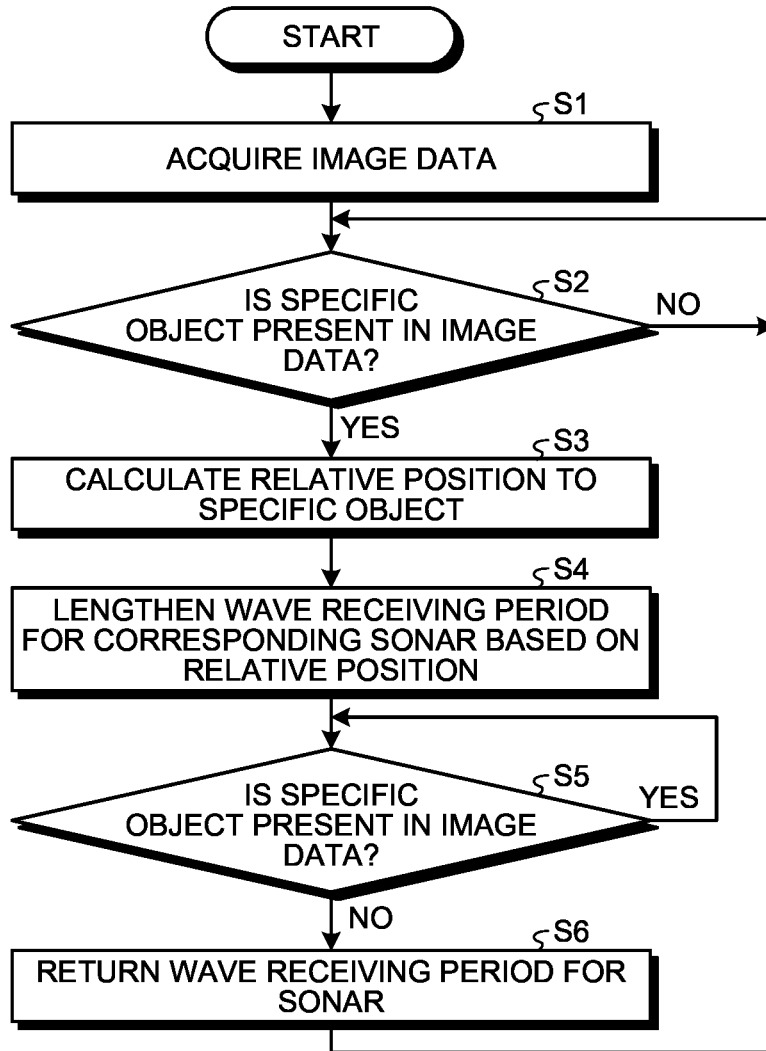 START
S1
ACQUIRE IMAGE DATA
S2
IS SPECIFIC
OBJECT PRESENT IN IMAGE
DATA?
NO
YES
S3
CALCULATE RELATIVE POSITION TO
SPECIFIC OBJECT
S4
LENGTHEN WAVE RECEIVING PERIOD
FOR CORRESPONDING SONAR BASED ON
RELATIVE POSITION
S5
IS SPECIFIC
OBJECT PRESENT IN IMAGE
DATA?
YES
NO
S6
RETURN WAVE RECEIVING PERIOD FOR
SONAR